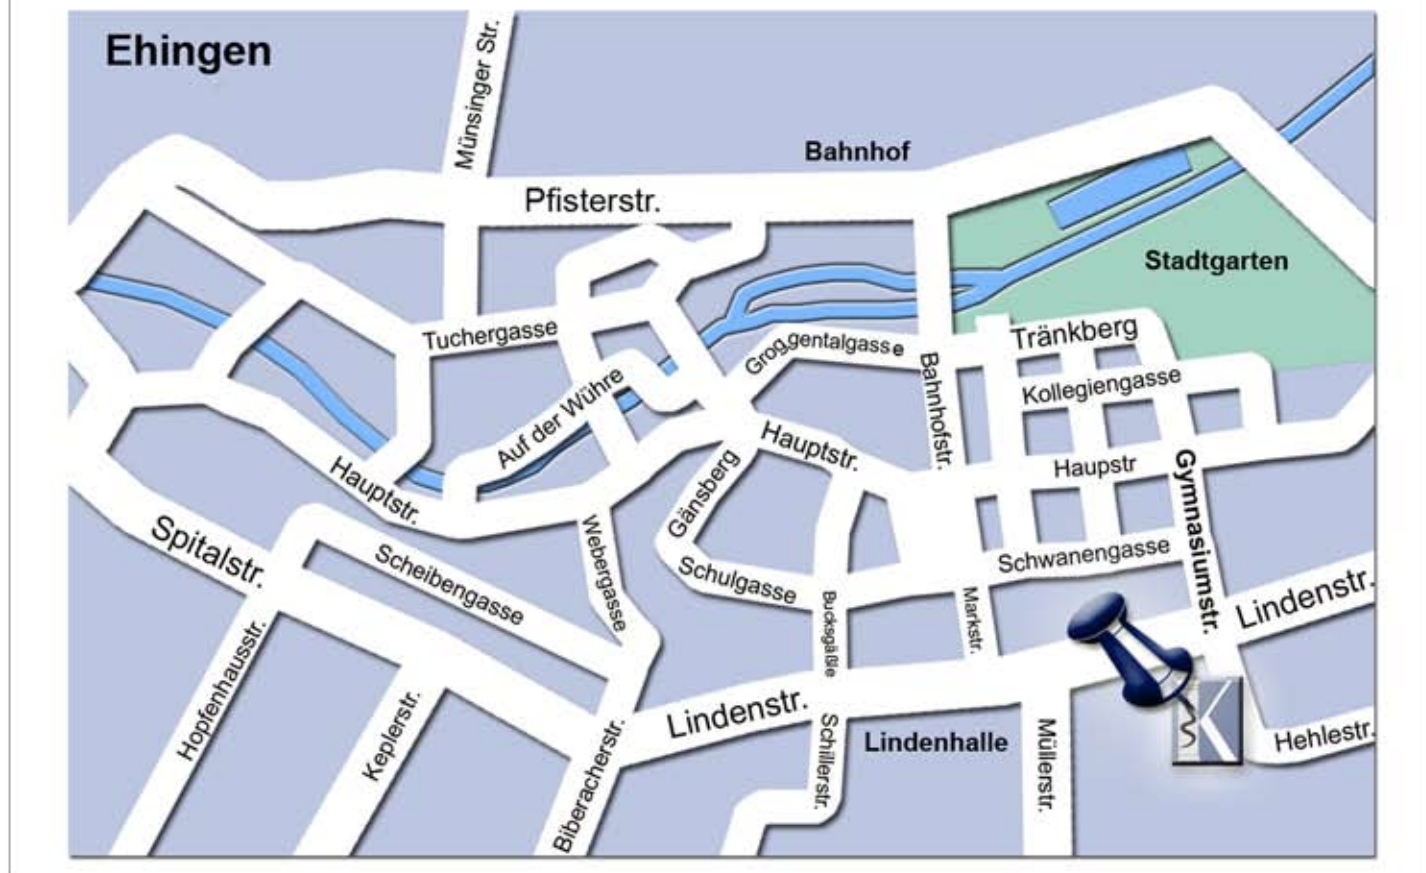 Ehingen
Münsinger Str.
Bahnhof
Pfisterstr.
Stadtgarten
Tuchergasse
Groggentalgasse
Tränkberg
Kollegiengasse
Bahnhofstr.
Auf der Wühre
Hauptstr.
Haupstr
Gymnasiumstr.
Hauptstr.
Gänsberg
Spitalstr.
Scheibengasse
Webergasse
Schulgasse
Schwanengasse
Bucksgäßle
Markstr.
Lindenstr.
Hopfenhausstr.
Keplerstr.
Biberacherstr.
Lindenstr.
Schillerstr.
Lindenhalle
Müllerstr.
Hehlestr.